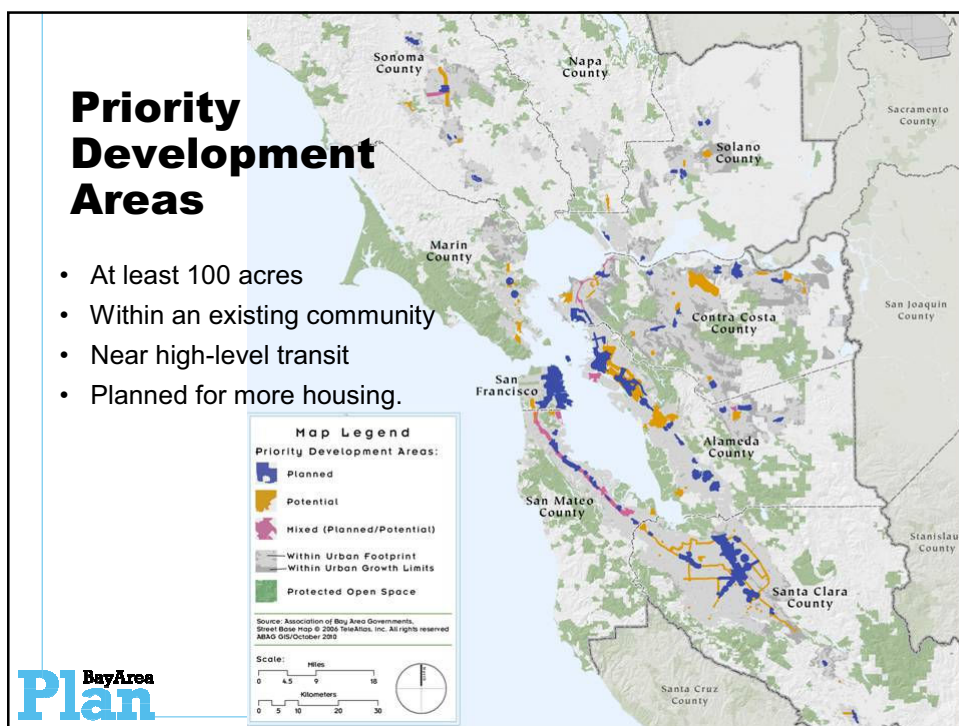 Priority
Development
Areas
• At least 100 acres
• Within an existing community
• Near high-level transit
• Planned for more housing.
Sonoma
County
Napa
County
Sacramento
County
Solano
County
Marin
County
San Joaquin
County
Contra Costa
County
San
Francisco
Alameda
County
San Mateo
County
Stanislau
County
Santa Clara
County
Santa Cruz
County
Map Legend
Priority Development Areas:
Planned
Potential
Mixed (Planned/Potential)
Within Urban Footprint
Within Urban Growth Limits
Protected Open Space
Source: Association of Bay Area Governments,
Street Base Map © 2006 TeleAtlas, Inc. All rights reserved
ABAG GIS/October 2010
Scale:
Miles
0 4.5 9 18
Kilometers
0 5 10 20 30
BayArea
Plan